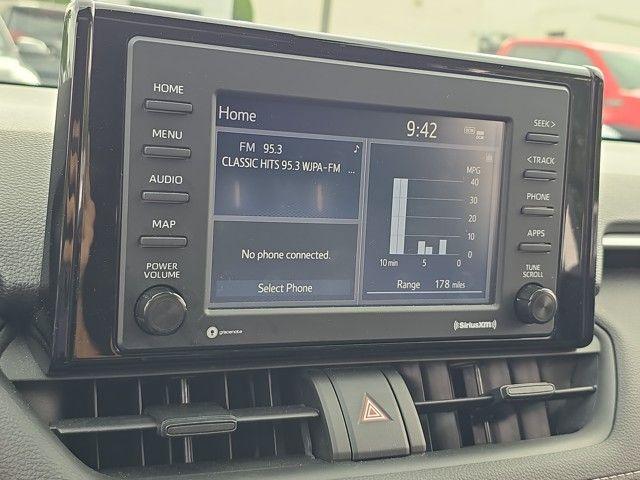 HOME
MENU
AUDIO
MAP
POWER
VOLUME
gracenote
Home
9:42
FM 95.3
CLASSIC HITS 95.3 WJPA-FM ...
No phone connected.
Select Phone
MPG
40
30
20
10
0
10 min 5 0
Range 178 miles
SEEK >
< TRACK
PHONE
APPS
TUNE
SCROLL
((SiriusXM))